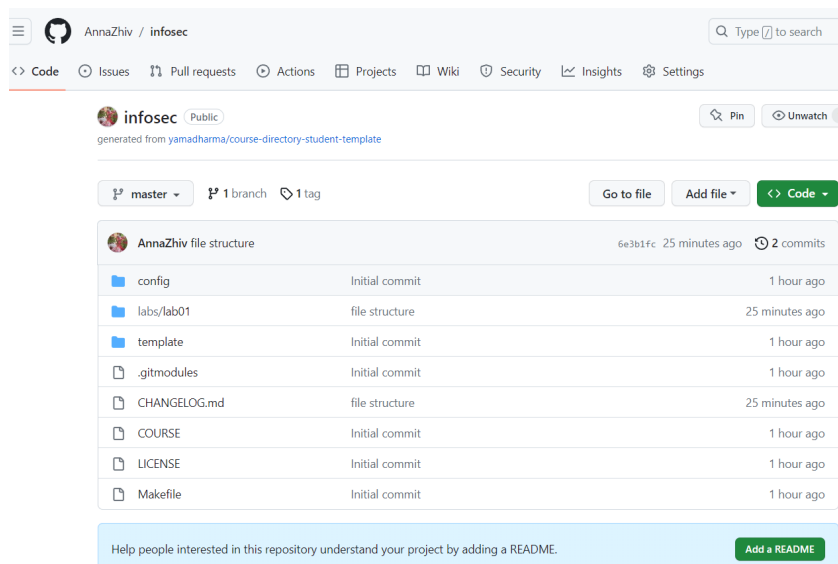 AnnaZhiv / infosec
Type / to search
<> Code Issues Pull requests Actions Projects Wiki Security Insights Settings
infosec Public
Pin Unwatch
generated from yamadharma/course-directory-student-template
master 1 branch 1 tag
Go to file Add file <> Code
AnnaZhiv file structure 6e3b1fc 25 minutes ago 2 commits
config Initial commit 1 hour ago
labs/lab01 file structure 25 minutes ago
template Initial commit 1 hour ago
.gitmodules Initial commit 1 hour ago
CHANGELOG.md file structure 25 minutes ago
COURSE Initial commit 1 hour ago
LICENSE Initial commit 1 hour ago
Makefile Initial commit 1 hour ago
Help people interested in this repository understand your project by adding a README. Add a README